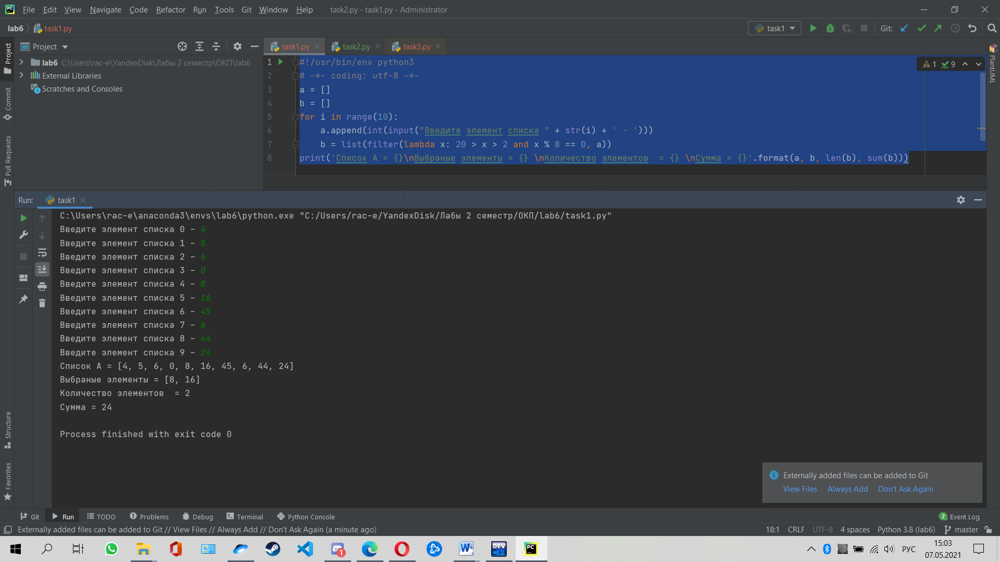 File Edit View Navigate Code Refactor Run Tools Git Window Help task2.py - task1.py - Administrator
lab6 task1.py task1 Git:
Project
task1.py task2.py task3.py
Project
Commit
Pull Requests
Structure
Favorites
PlantUML
lab6 C:\Users\rac-e\YandexDisk\Лабы 2 семестр\ОКП\lab6
External Libraries
Scratches and Consoles
1 9
1 #!/usr/bin/env python3
2 # -*- coding: utf-8 -*-
3 a = []
4 b = []
5 for i in range(10):
6 a.append(int(input("Введите элемент списка " + str(i) + ' - ')))
7 b = list(filter(lambda x: 20 > x > 2 and x % 8 == 0, a))
8 print('Список A = {}\nВыбраные элементы = {} \nКоличество элементов  = {} \nСумма = {}'.format(a, b, len(b), sum(b)))
Run: task1
C:\Users\rac-e\anaconda3\envs\lab6\python.exe "C:/Users/rac-e/YandexDisk/Лабы 2 семестр/ОКП/lab6/task1.py"
Введите элемент списка 0 - 4
Введите элемент списка 1 - 5
Введите элемент списка 2 - 6
Введите элемент списка 3 - 0
Введите элемент списка 4 - 8
Введите элемент списка 5 - 16
Введите элемент списка 6 - 45
Введите элемент списка 7 - 6
Введите элемент списка 8 - 44
Введите элемент списка 9 - 24
Список A = [4, 5, 6, 0, 8, 16, 45, 6, 44, 24]
Выбраные элементы = [8, 16]
Количество элементов  = 2
Сумма = 24
Process finished with exit code 0
Externally added files can be added to Git
View Files Always Add Don't Ask Again
Git Run TODO Problems Debug Terminal Python Console 2 Event Log
Externally added files can be added to Git // View Files // Always Add // Don't Ask Again (a minute ago) 18:1 CRLF UTF-8 4 spaces Python 3.8 (lab6) master
1 DEV PC РУС 15:03
07.05.2021